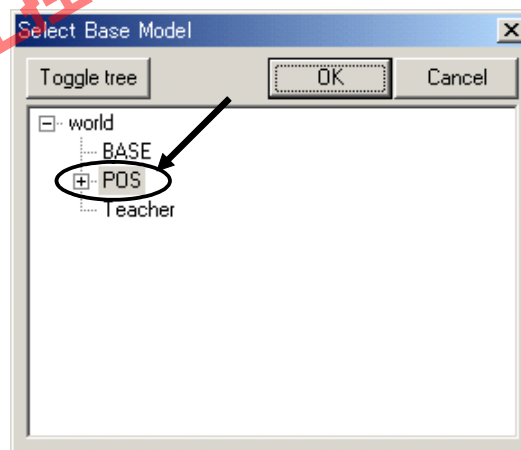 Select Base Model
Toggle tree OK Cancel
world
BASE
POS
Teacher